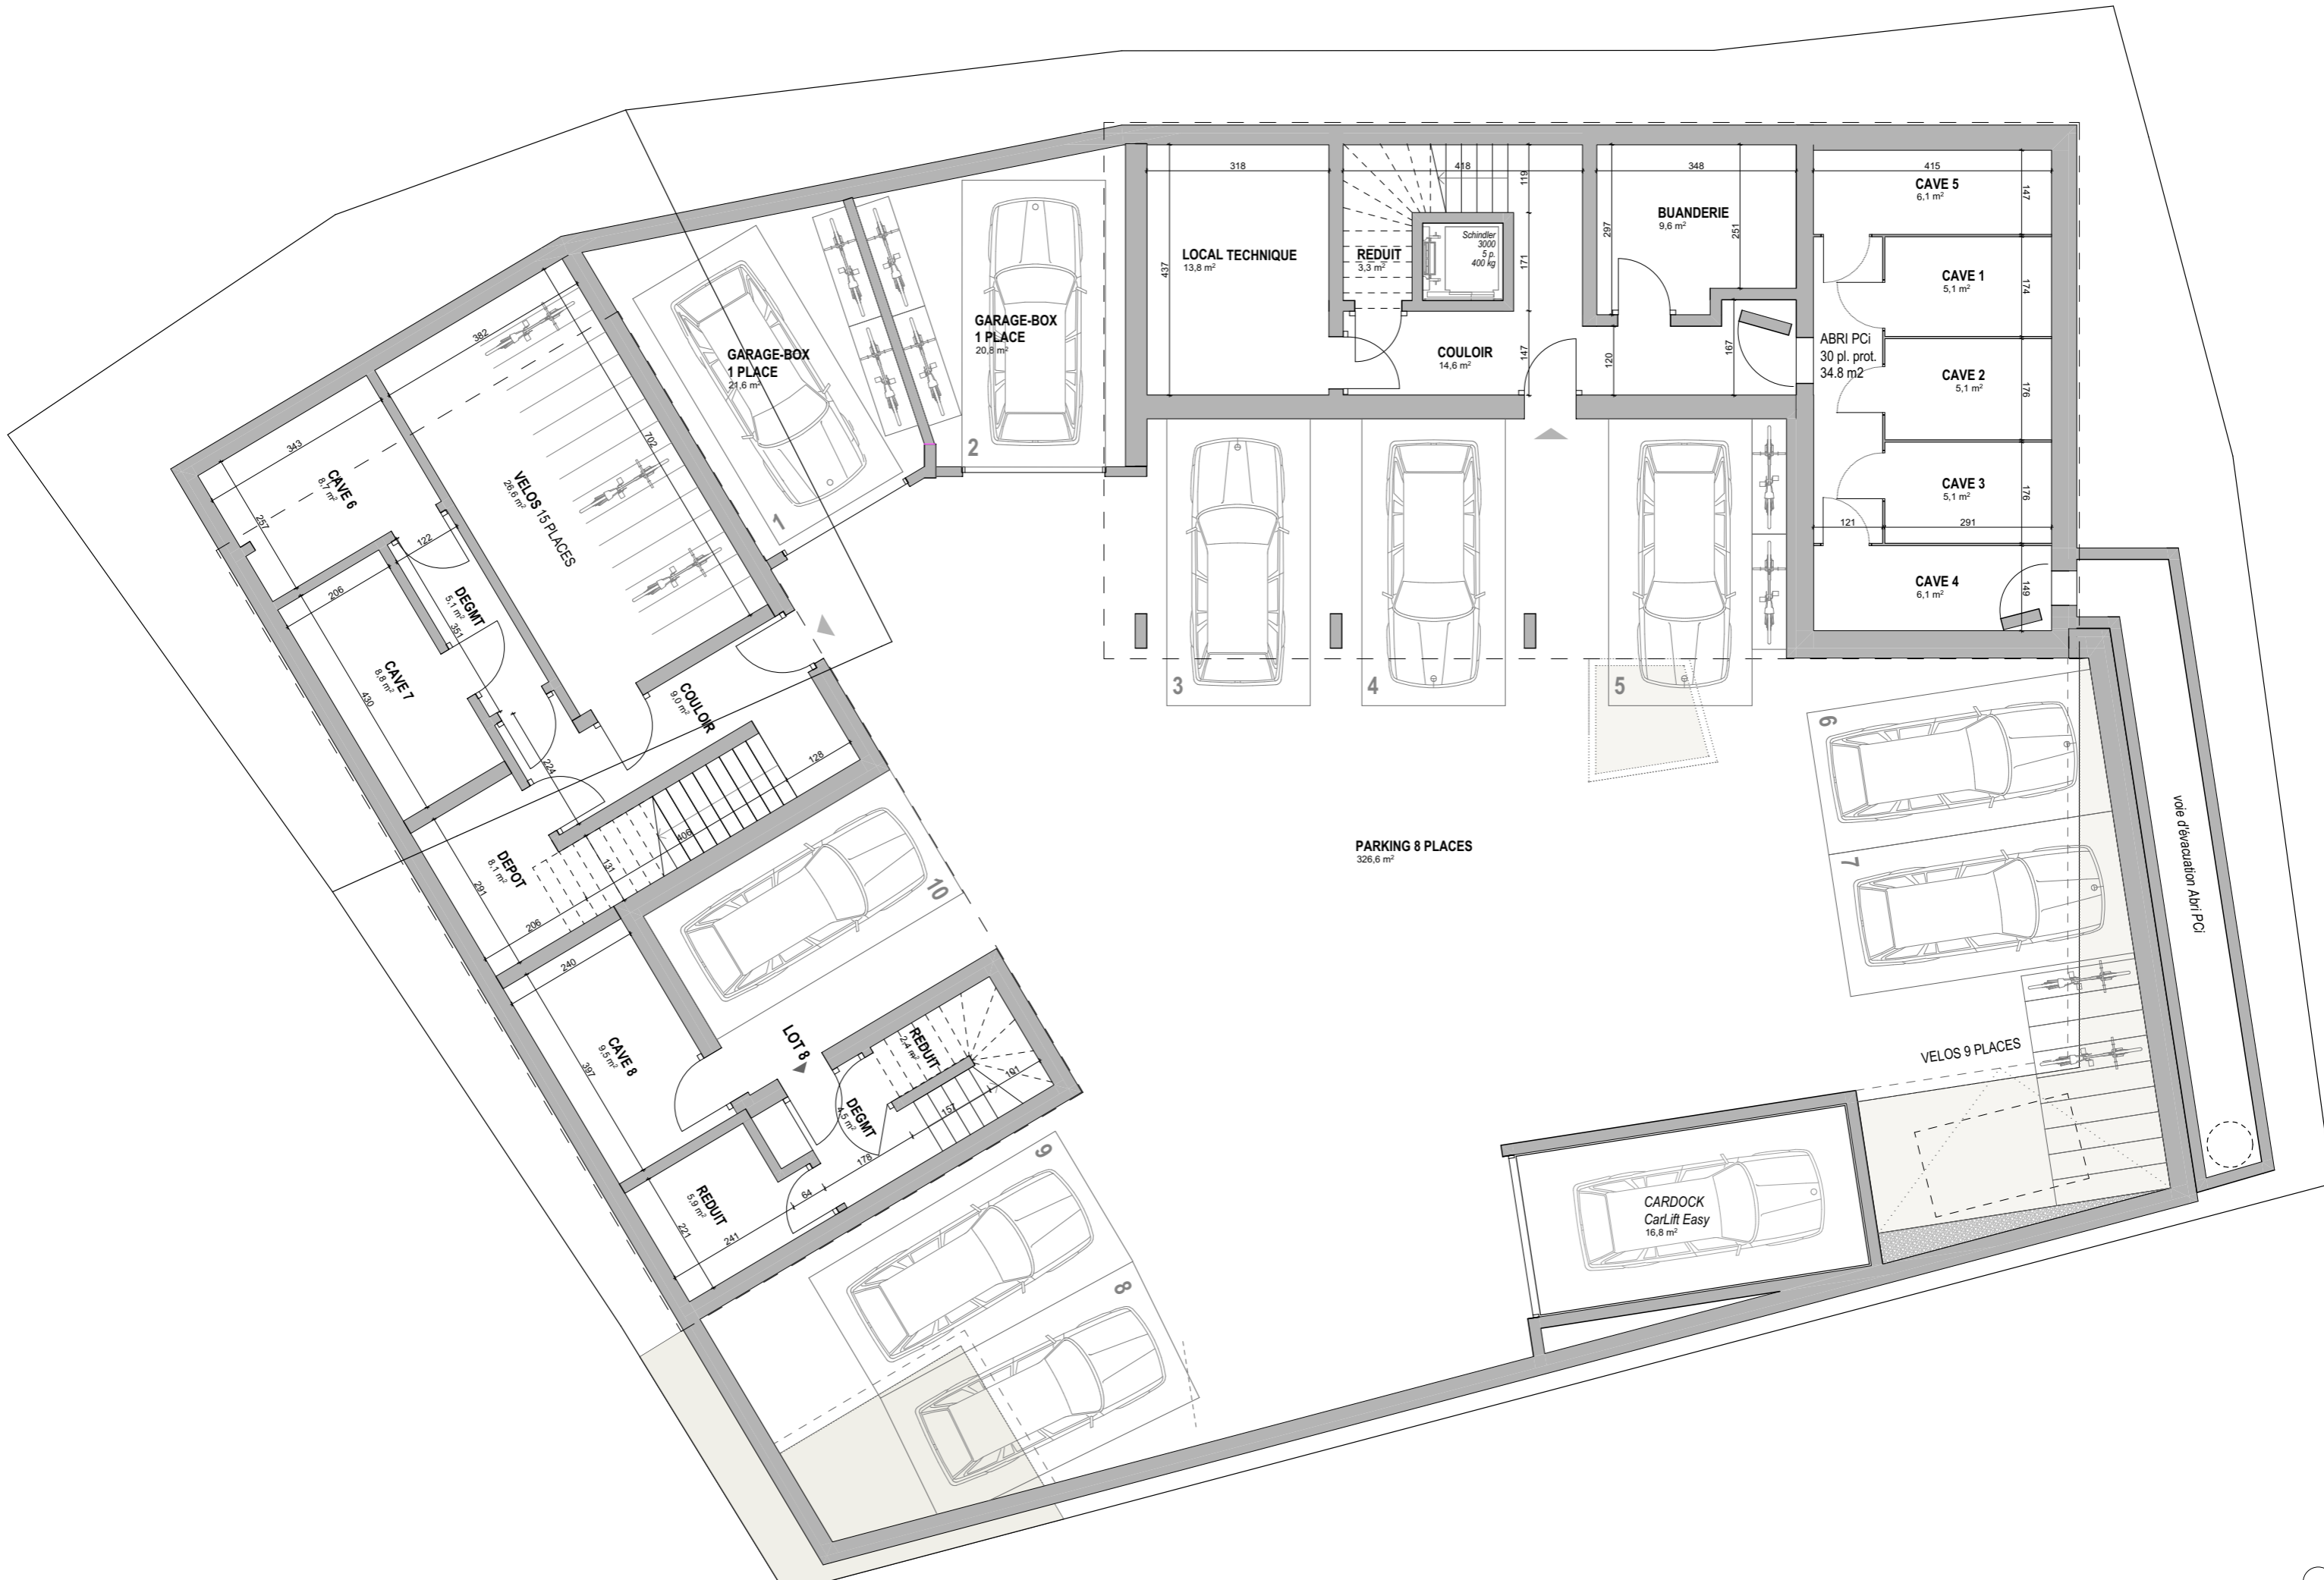 318
418
119
348
415
CAVE 5
6,1 m²
147
437
LOCAL TECHNIQUE
13,8 m²
REDUIT
3,3 m²
Schindler
3000
5 p.
400 kg
171
297
BUANDERIE
9,6 m²
251
CAVE 1
5,1 m²
174
GARAGE-BOX
1 PLACE
20,8 m²
2
GARAGE-BOX
1 PLACE
21,6 m²
1
COULOIR
14,6 m²
147
120
167
ABRI PCi
30 pl. prot.
34.8 m2
CAVE 2
5,1 m²
176
CAVE 3
5,1 m²
176
121
291
CAVE 4
6,1 m²
149
382
343
CAVE 6
8,7 m²
257
VELOS 15 PLACES
26,6 m²
702
122
206
DEGMT
5,1 m²
351
CAVE 7
8,8 m²
430
COULOIR
9,0 m²
224
128
406
131
DEPOT
8,1 m²
291
206
3
4
5
6
7
voie d'évacuation Abri PCi
PARKING 8 PLACES
326,6 m²
10
240
CAVE 8
9,5 m²
397
LOT 8
REDUIT
2,4 m²
191
157
DEGMT
4,5 m²
178
64
REDUIT
5,9 m²
221
241
9
8
VELOS 9 PLACES
CARDOCK
CarLift Easy
16,8 m²